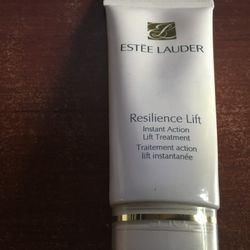 ESTĒE LAUDER
Resilience Lift
Instant Action
Lift Treatment
Traitement action
lift instantanée